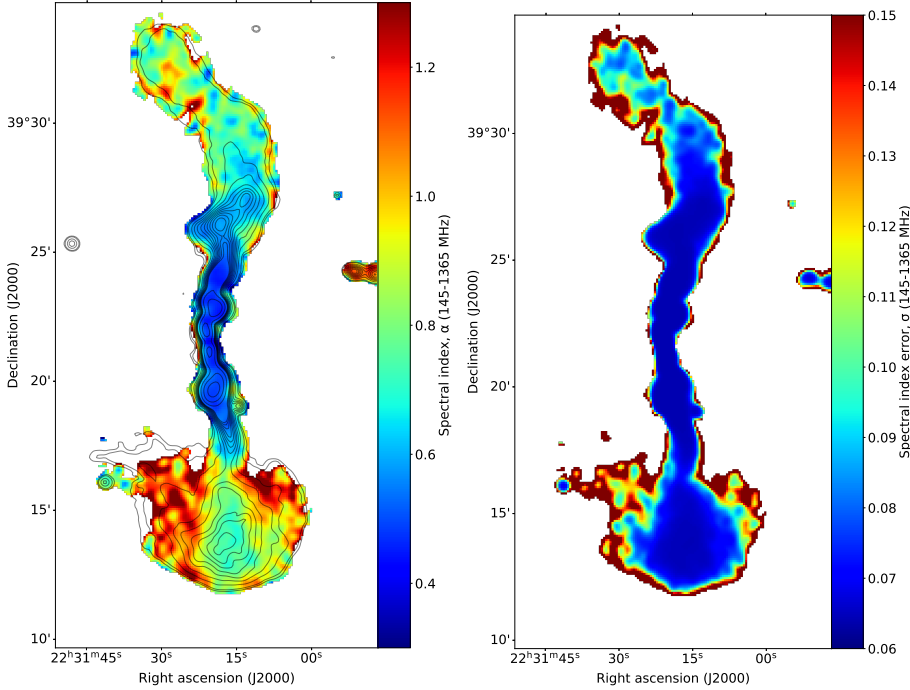 1.2
1.0
0.8
0.6
0.4
Spectral index, α (145-1365 MHz)
39°30'
25'
20'
15'
10'
Declination (J2000)
22ʰ31ᵐ45ˢ
30ˢ
15ˢ
00ˢ
Right ascension (J2000)
0.15
0.14
0.13
0.12
0.11
0.10
0.09
0.08
0.07
0.06
Spectral index error, σ (145-1365 MHz)
39°30'
25'
20'
15'
10'
Declination (J2000)
22ʰ31ᵐ45ˢ
30ˢ
15ˢ
00ˢ
Right ascension (J2000)